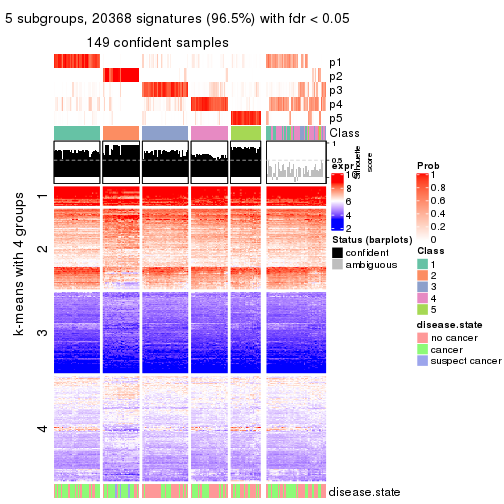 5 subgroups, 20368 signatures (96.5%) with fdr < 0.05
149 confident samples
p1
p2
p3
p4
p5
Class
1
0.5
Silhouette
score
k-means with 4 groups
1
2
3
4
expr
10
8
6
4
2
Status (barplots)
confident
ambiguous
Prob
1
0.8
0.6
0.4
0.2
0
Class
1
2
3
4
5
disease.state
no cancer
cancer
suspect cancer
disease.state